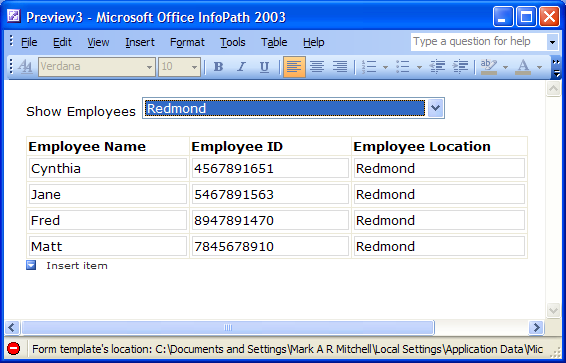 Preview3 - Microsoft Office InfoPath 2003
File Edit View Insert Format Tools Table Help Type a question for help
Verdana 10 B I U ab
Show Employees Redmond
Employee Name Employee ID Employee Location
Cynthia 4567891651 Redmond
Jane 5467891563 Redmond
Fred 8947891470 Redmond
Matt 7845678910 Redmond
Insert item
Form template's location: C:\Documents and Settings\Mark A R Mitchell\Local Settings\Application Data\Mic